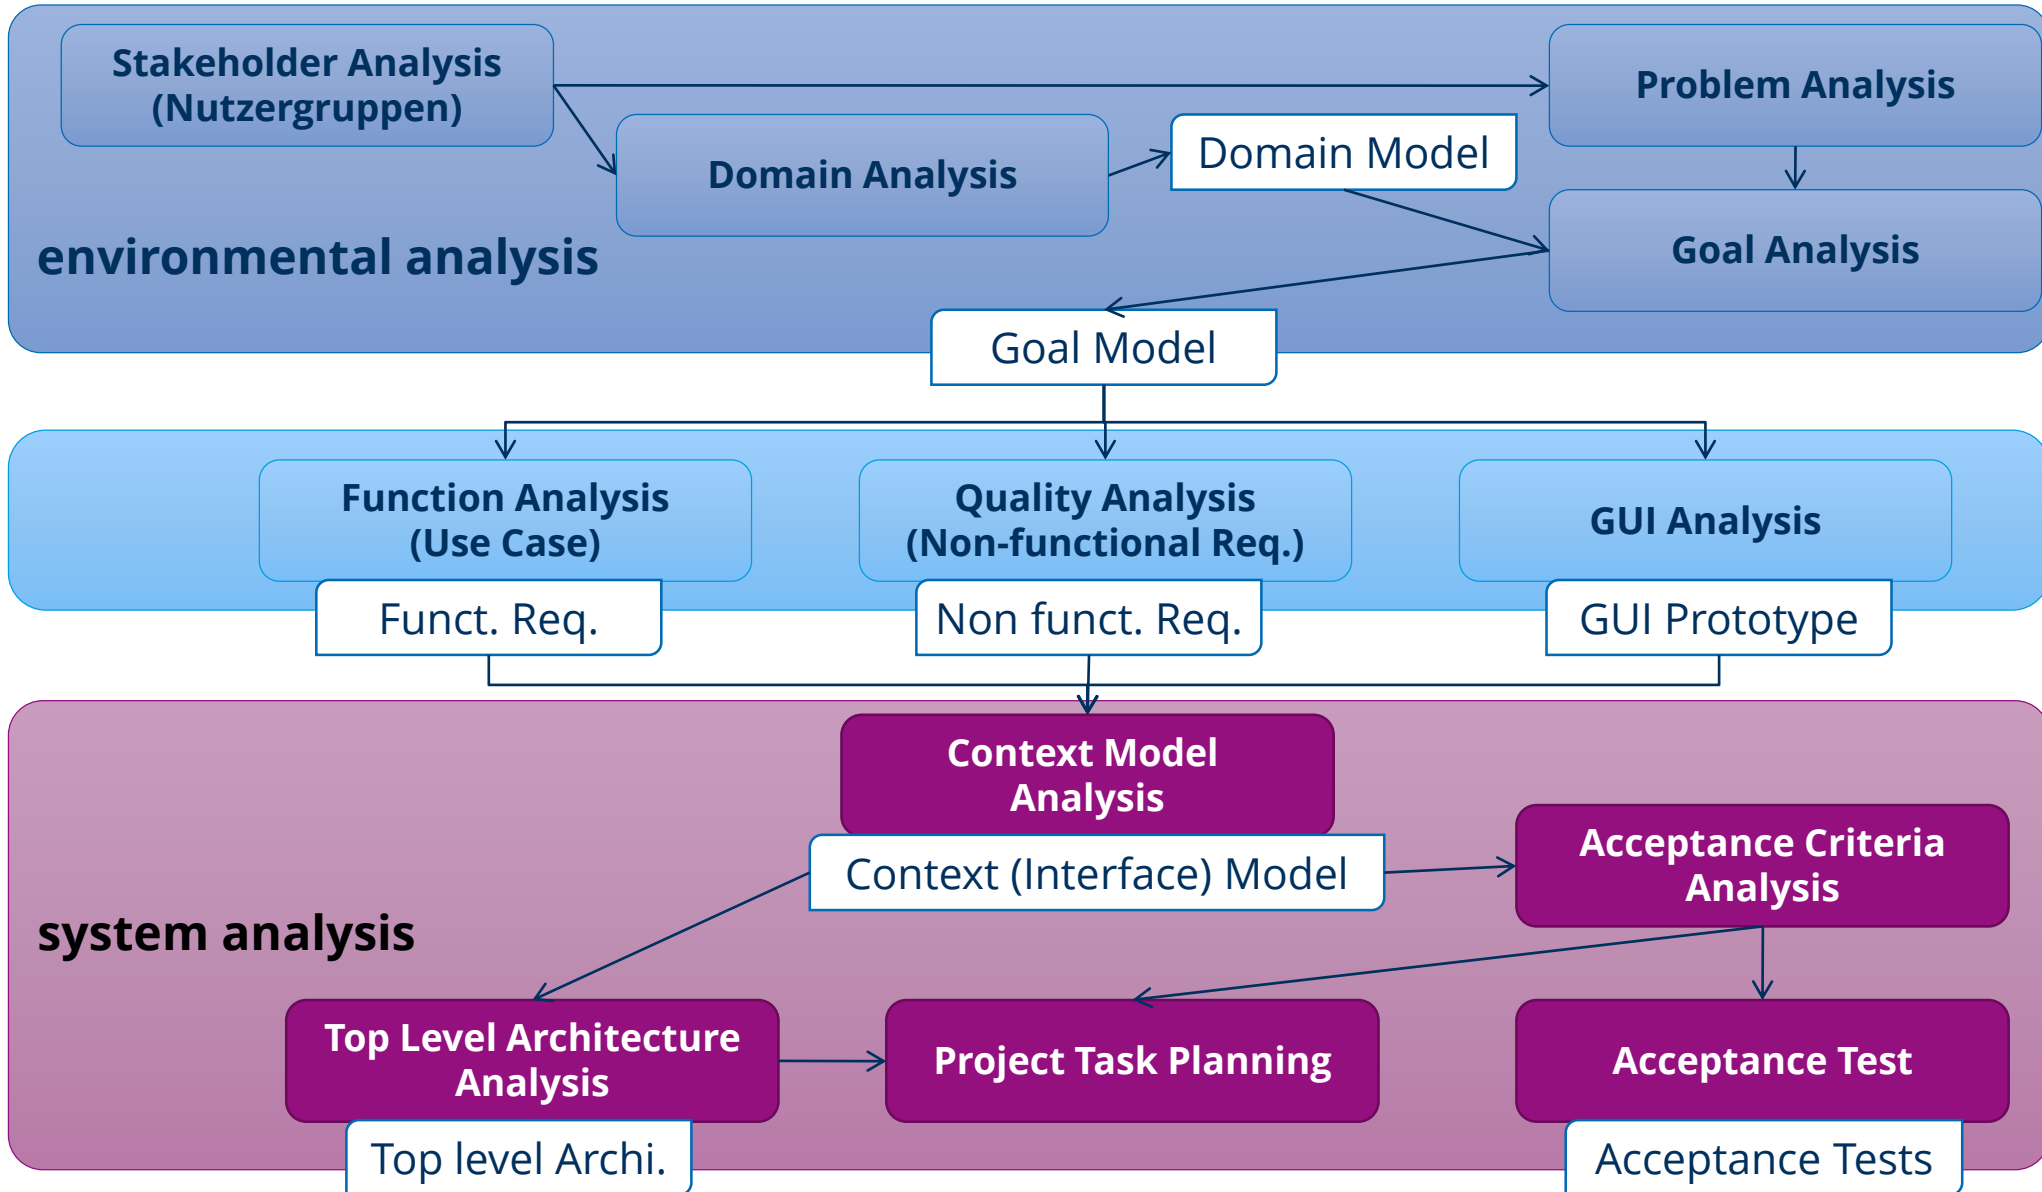 Stakeholder Analysis
(Nutzergruppen)
Problem Analysis
Domain Model
Domain Analysis
Goal Analysis
environmental analysis
Goal Model
Function Analysis
(Use Case)
Quality Analysis
(Non-functional Req.)
GUI Analysis
Funct. Req.
Non funct. Req.
GUI Prototype
Context Model
Analysis
Context (Interface) Model
Acceptance Criteria
Analysis
system analysis
Top Level Architecture
Analysis
Project Task Planning
Acceptance Test
Top level Archi.
Acceptance Tests